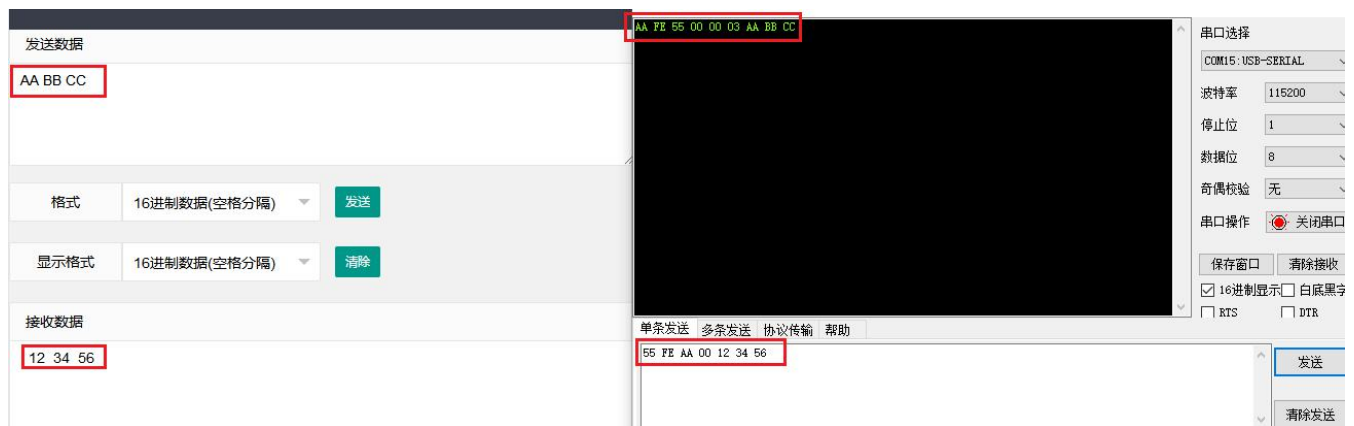 发送数据
AA BB CC
格式
16进制数据(空格分隔)
发送
显示格式
16进制数据(空格分隔)
清除
接收数据
12 34 56
AA FE 55 00 00 03 AA BB CC
串口选择
COM15:USB-SERIAL
波特率
115200
停止位
1
数据位
8
奇偶校验
无
串口操作
关闭串口
保存窗口
清除接收
16进制显示
白底黑字
RTS
DTR
单条发送
多条发送
协议传输
帮助
55 FE AA 00 12 34 56
发送
清除发送